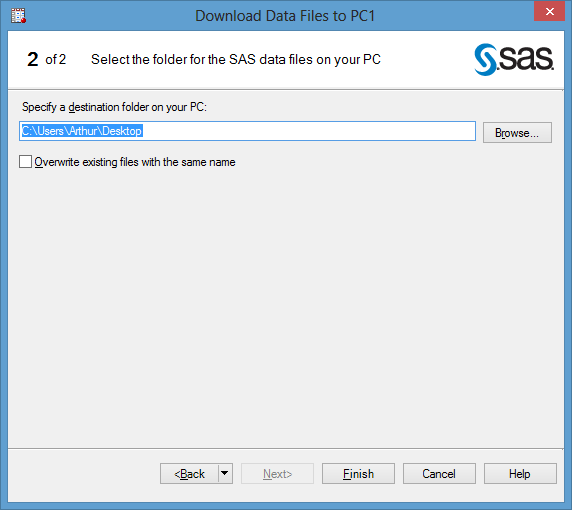 Download Data Files to PC1
2 of 2 Select the folder for the SAS data files on your PC
sas
Specify a destination folder on your PC:
C:\Users\Arthur\Desktop
Browse...
Overwrite existing files with the same name
<Back
Next>
Finish
Cancel
Help